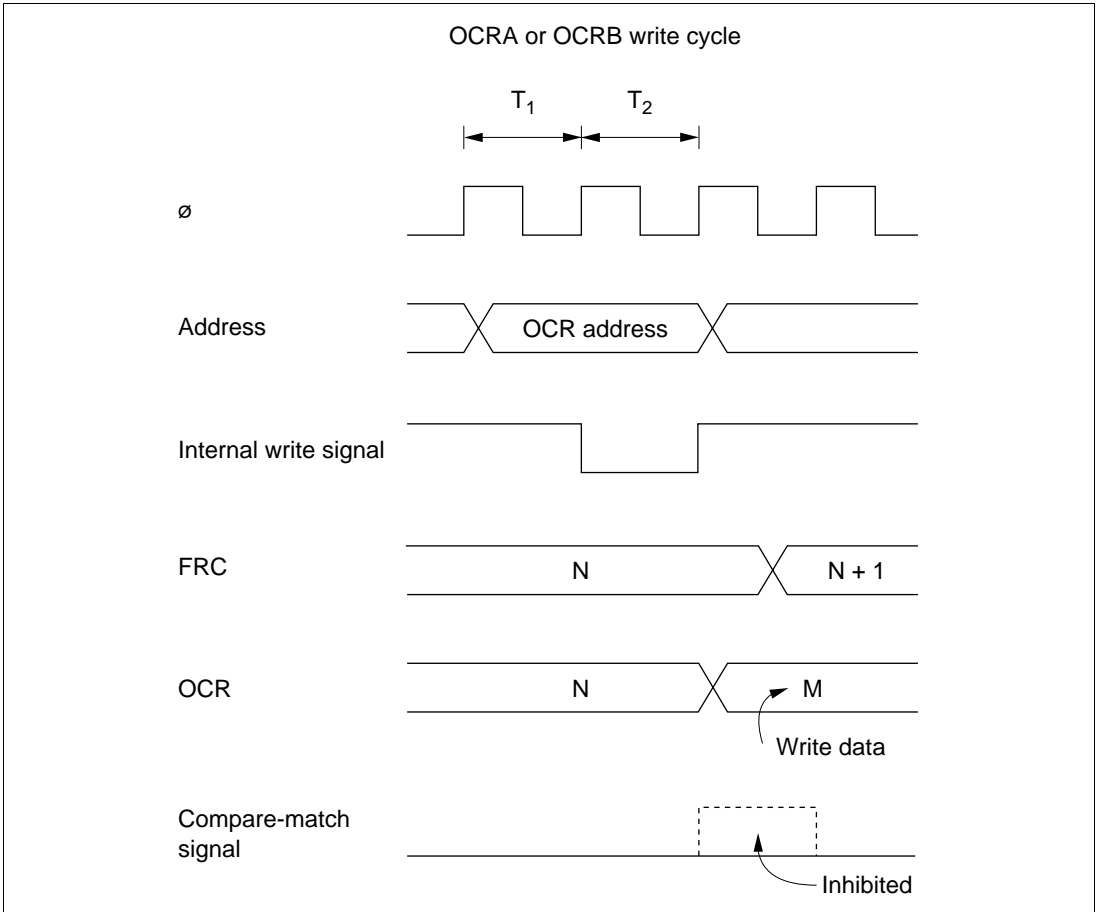 OCRA or OCRB write cycle
T1 T2
ø
Address OCR address
Internal write signal
FRC N N + 1
OCR N M
Write data
Compare-match
signal
Inhibited